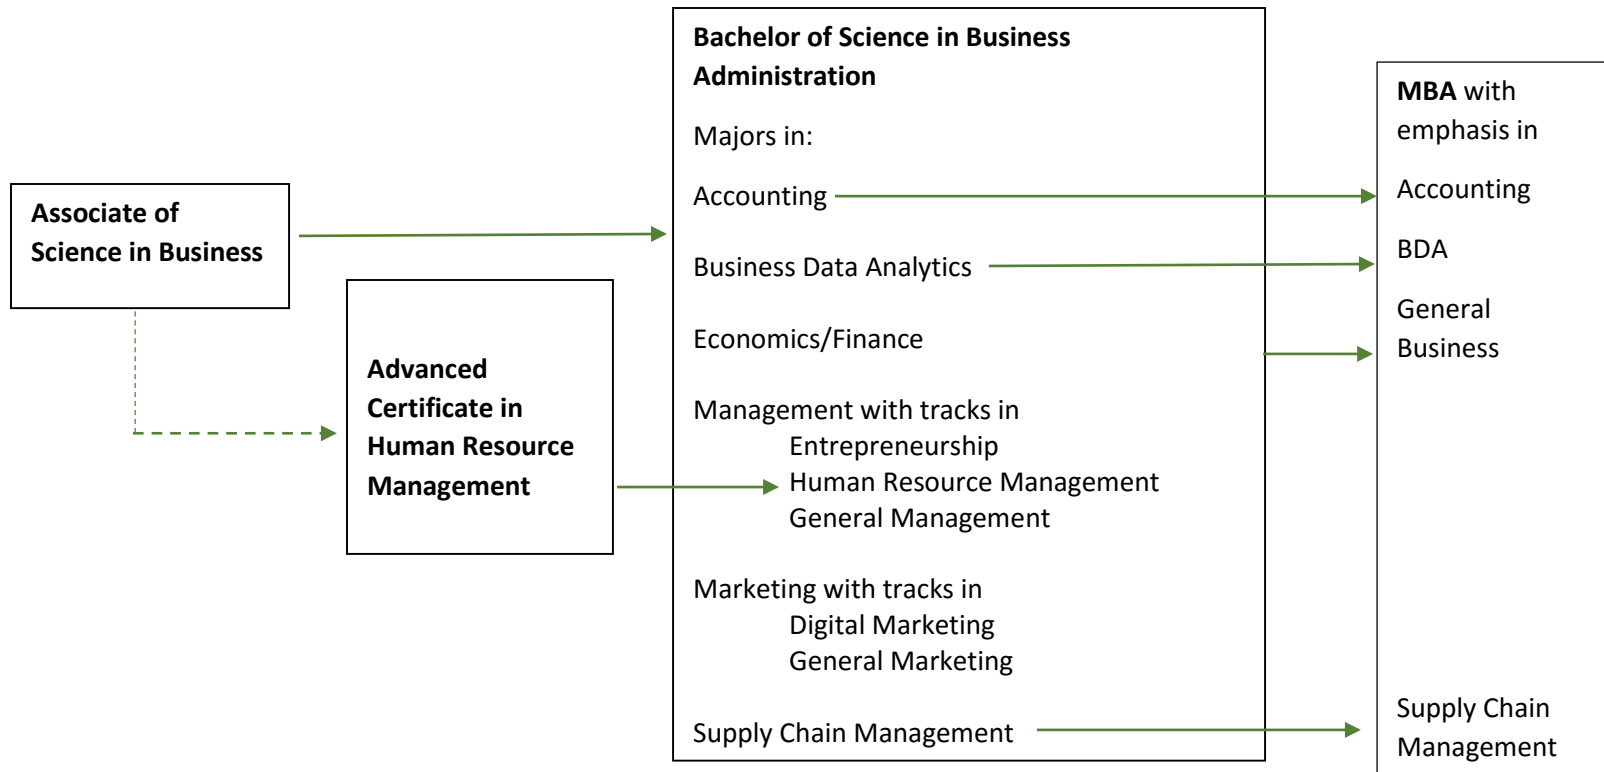 Associate of
Science in Business
Advanced
Certificate in
Human Resource
Management
Bachelor of Science in Business
Administration
Majors in:
Accounting
Business Data Analytics
Economics/Finance
Management with tracks in
Entrepreneurship
Human Resource Management
General Management
Marketing with tracks in
Digital Marketing
General Marketing
Supply Chain Management
MBA with
emphasis in
Accounting
BDA
General
Business
Supply Chain
Management